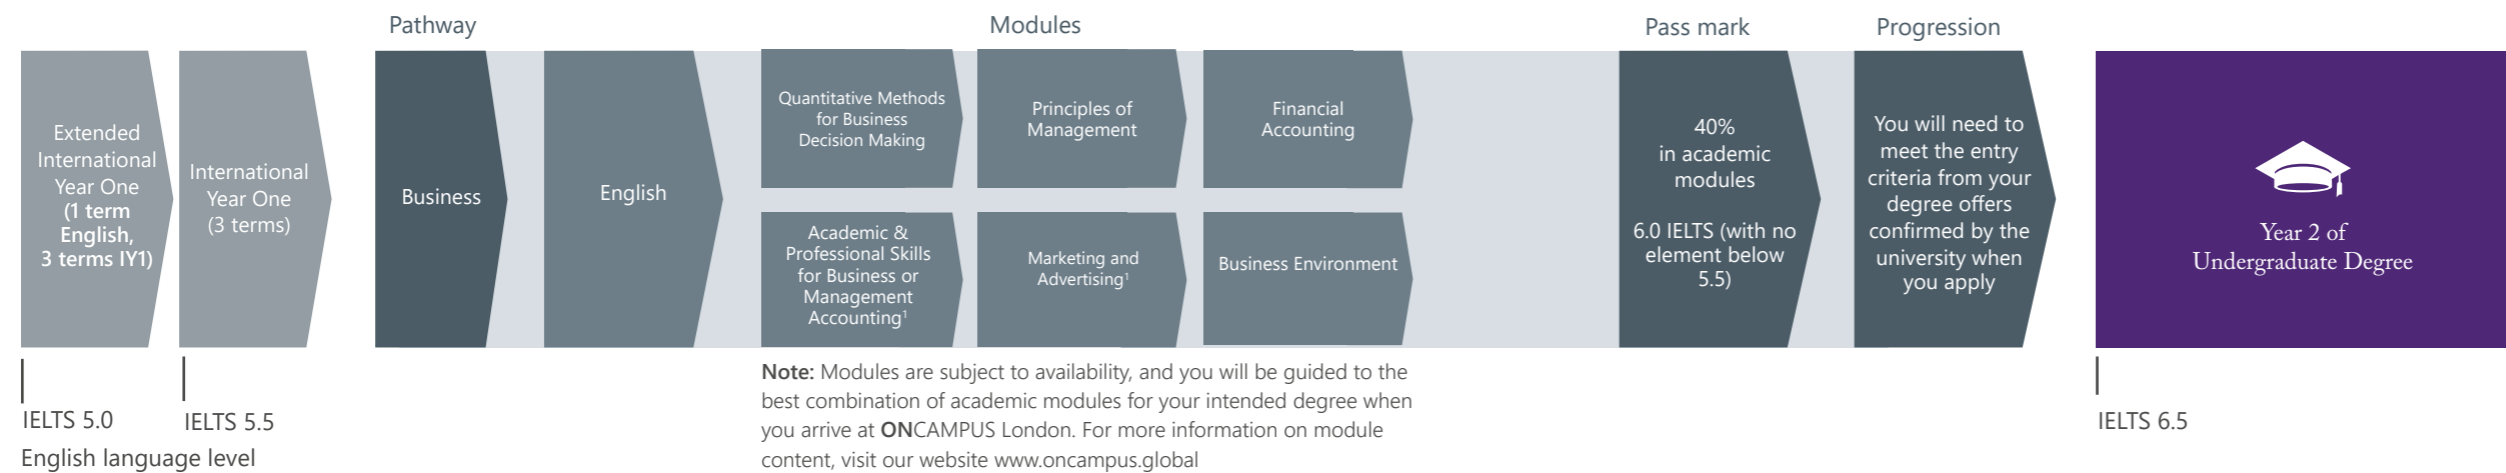 Pathway
Modules
Pass mark
Progression
Extended
International
Year One
(1 term
English,
3 terms IY1)
International
Year One
(3 terms)
Business
English
Quantitative Methods
for Business
Decision Making
Principles of
Management
Financial
Accounting
Academic &
Professional Skills
for Business or
Management
Accounting¹
Marketing and
Advertising¹
Business Environment
40%
in academic
modules
6.0 IELTS (with no
element below
5.5)
You will need to
meet the entry
criteria from your
degree offers
confirmed by the
university when
you apply
Year 2 of
Undergraduate Degree
IELTS 5.0
IELTS 5.5
English language level
Note: Modules are subject to availability, and you will be guided to the
best combination of academic modules for your intended degree when
you arrive at ONCAMPUS London. For more information on module
content, visit our website www.oncampus.global
IELTS 6.5